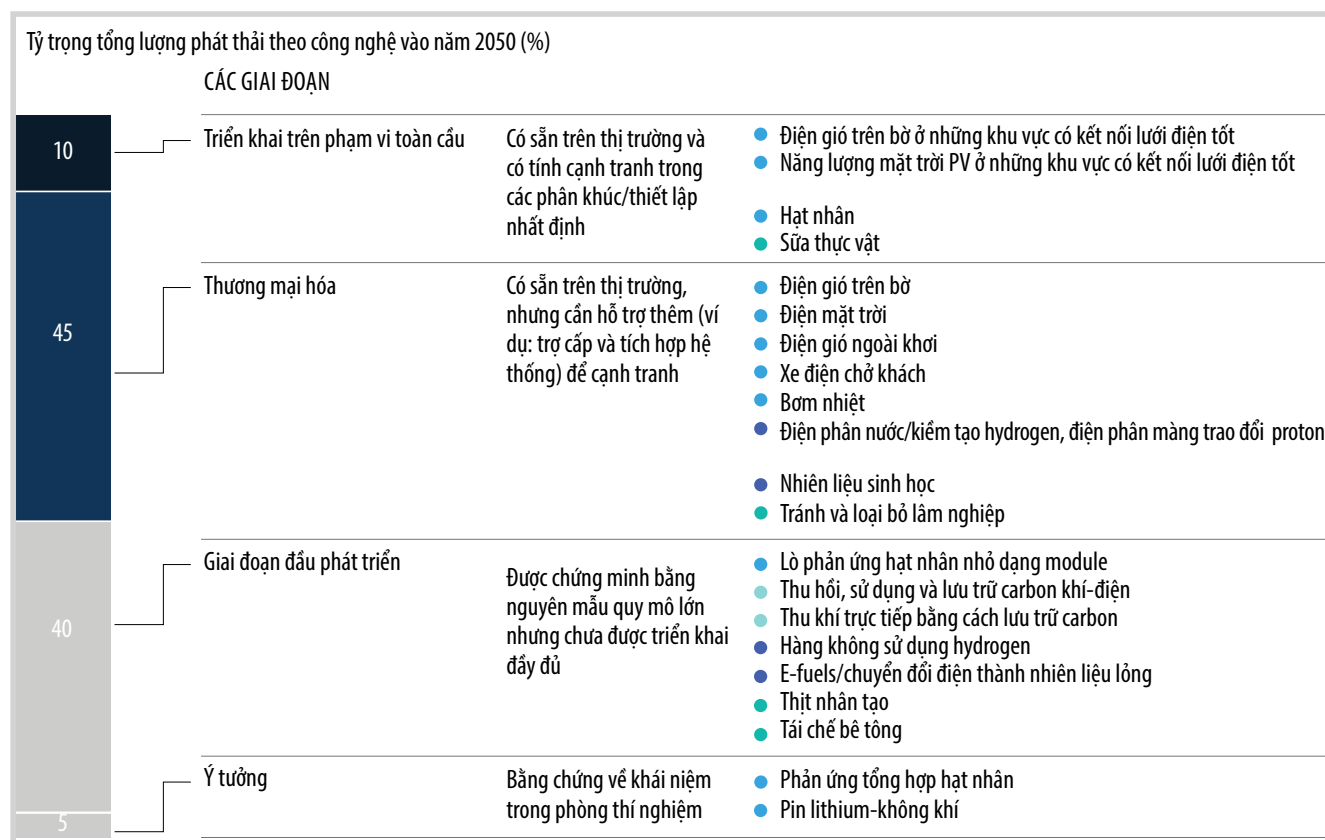 Tỷ trọng tổng lượng phát thải theo công nghệ vào năm 2050 (%)
CÁC GIAI ĐOẠN
10
Triển khai trên phạm vi toàn cầu
Có sẵn trên thị trường và
có tính cạnh tranh trong
các phân khúc/thiết lập
nhất định
Điện gió trên bờ ở những khu vực có kết nối lưới điện tốt
Năng lượng mặt trời PV ở những khu vực có kết nối lưới điện tốt
Hạt nhân
Sữa thực vật
45
Thương mại hóa
Có sẵn trên thị trường,
nhưng cần hỗ trợ thêm (ví
dụ: trợ cấp và tích hợp hệ
thống) để cạnh tranh
Điện gió trên bờ
Điện mặt trời
Điện gió ngoài khơi
Xe điện chở khách
Bơm nhiệt
Điện phân nước/kiềm tạo hydrogen, điện phân màng trao đổi proton
Nhiên liệu sinh học
Tránh và loại bỏ lâm nghiệp
40
Giai đoạn đầu phát triển
Được chứng minh bằng
nguyên mẫu quy mô lớn
nhưng chưa được triển khai
đầy đủ
Lò phản ứng hạt nhân nhỏ dạng module
Thu hồi, sử dụng và lưu trữ carbon khí-điện
Thu khí trực tiếp bằng cách lưu trữ carbon
Hàng không sử dụng hydrogen
E-fuels/chuyển đổi điện thành nhiên liệu lỏng
Thịt nhân tạo
Tái chế bê tông
5
Ý tưởng
Bằng chứng về khái niệm
trong phòng thí nghiệm
Phản ứng tổng hợp hạt nhân
Pin lithium-không khí